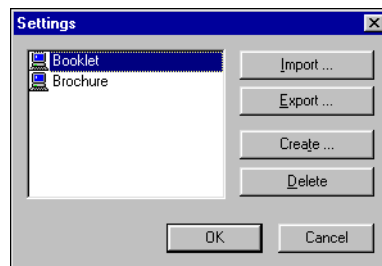 Settings
Booklet
Brochure
Import ...
Export ...
Create ...
Delete
OK
Cancel